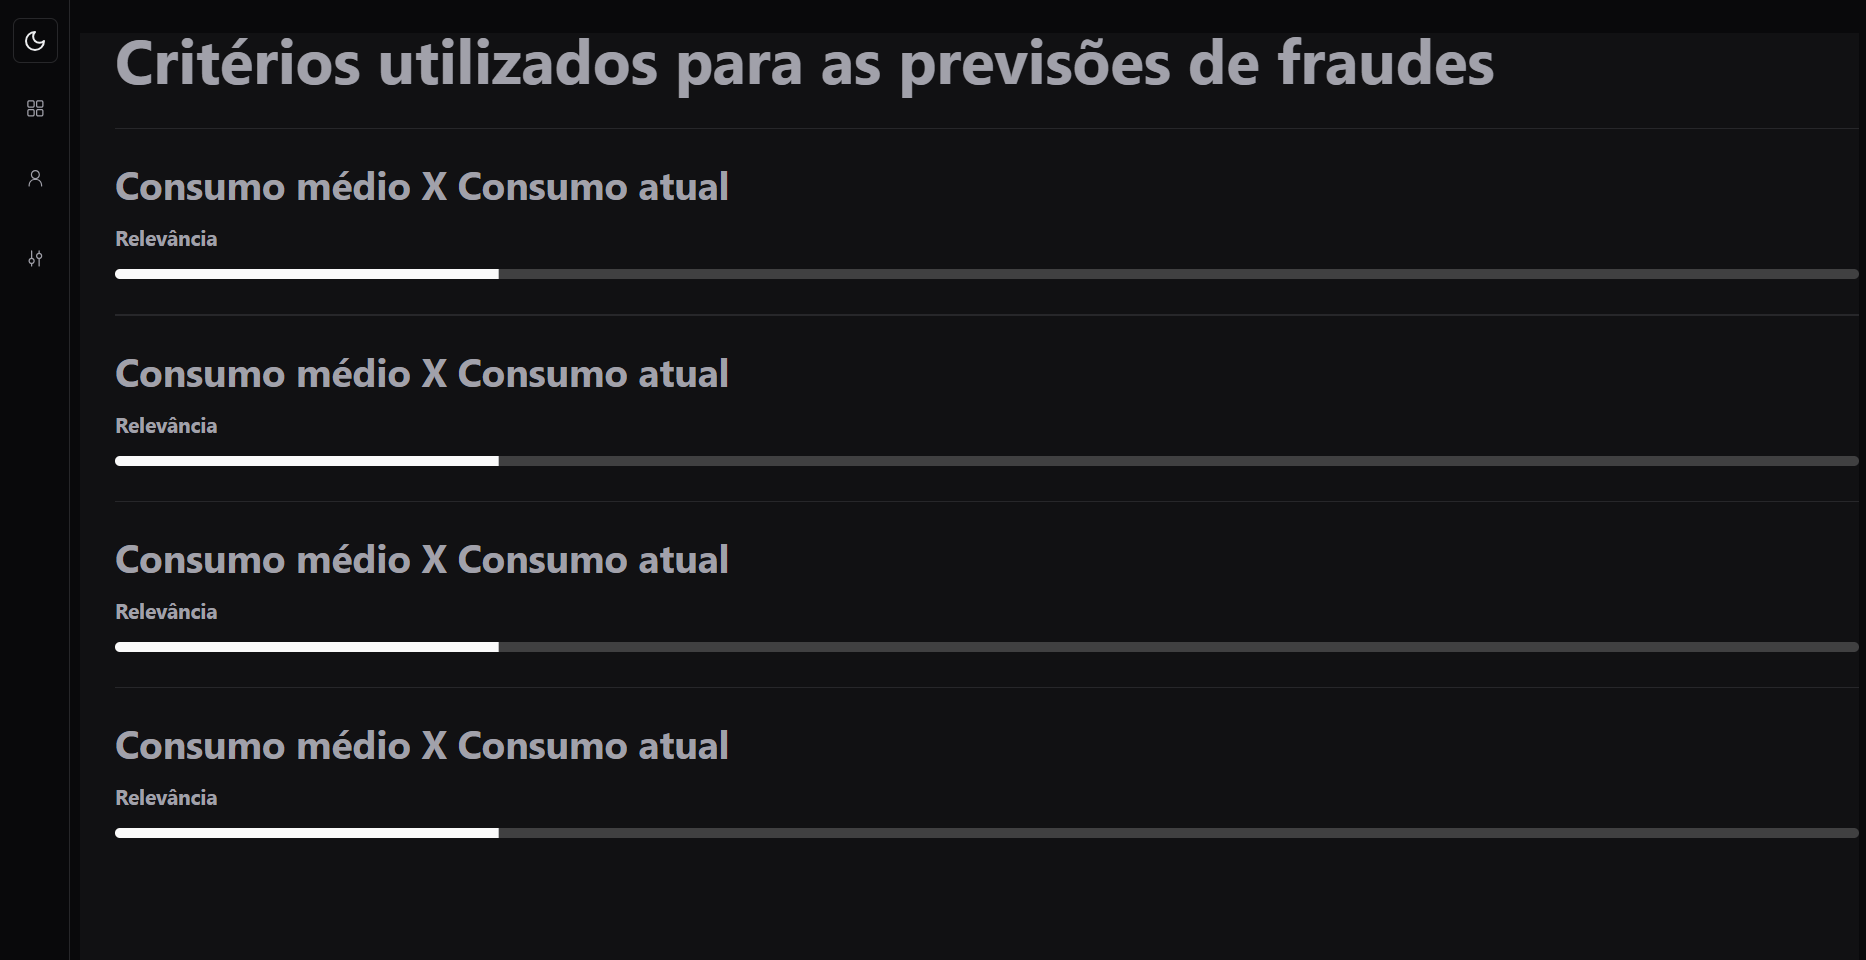 Critérios utilizados para as previsões de fraudes
Consumo médio X Consumo atual
Relevância
Consumo médio X Consumo atual
Relevância
Consumo médio X Consumo atual
Relevância
Consumo médio X Consumo atual
Relevância